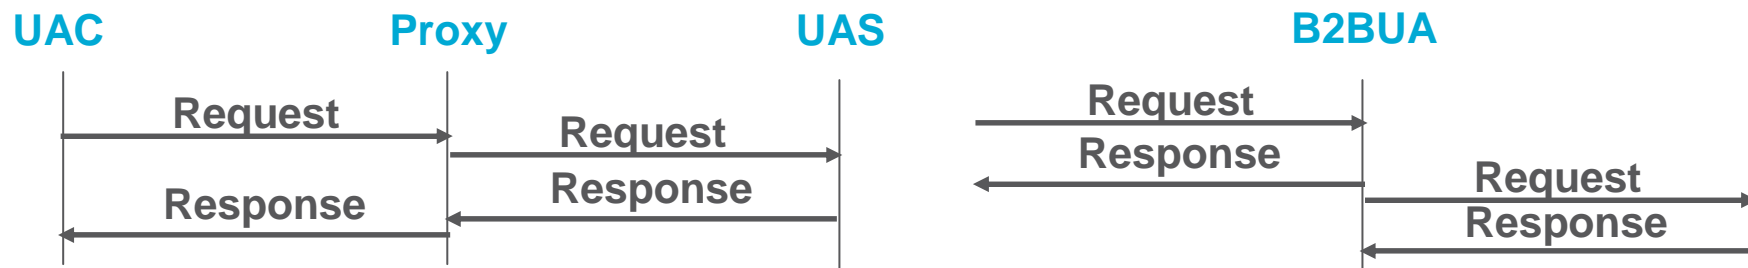 UAC Proxy UAS B2BUA
Request Request
Request Response
Response Request
Response Response